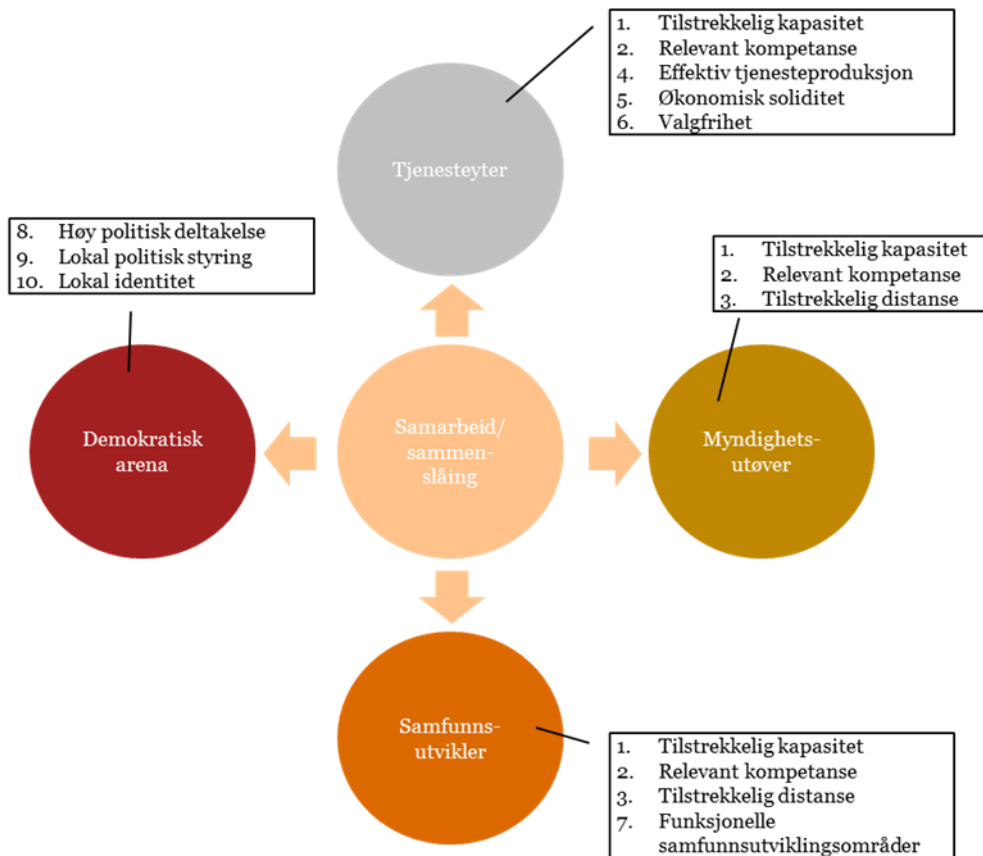 1. Tilstrekkelig kapasitet
2. Relevant kompetanse
4. Effektiv tjenesteproduksjon
5. Økonomisk soliditet
6. Valgfrihet
Tjenesteyter
8. Høy politisk deltakelse
9. Lokal politisk styring
10. Lokal identitet
1. Tilstrekkelig kapasitet
2. Relevant kompetanse
3. Tilstrekkelig distanse
Demokratisk
arena
Samarbeid/
sammen-
slåing
Myndighets-
utøver
Samfunns-
utvikler
1. Tilstrekkelig kapasitet
2. Relevant kompetanse
3. Tilstrekkelig distanse
7. Funksjonelle
samfunnsutviklingsområder